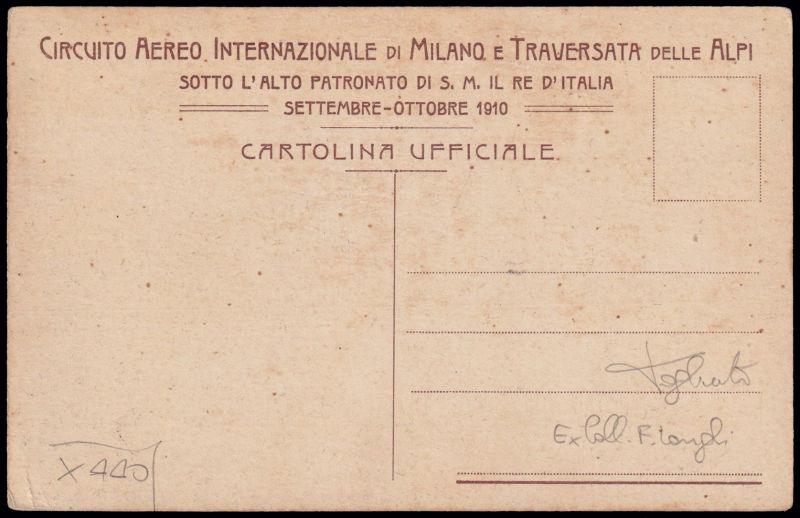 CIRCUITO AEREO INTERNAZIONALE DI MILANO E TRAVERSATA DELLE ALPI
SOTTO L'ALTO PATRONATO DI S. M. IL RE D'ITALIA
SETTEMBRE-OTTOBRE 1910
CARTOLINA UFFICIALE
Ex Coll. F.
X 440